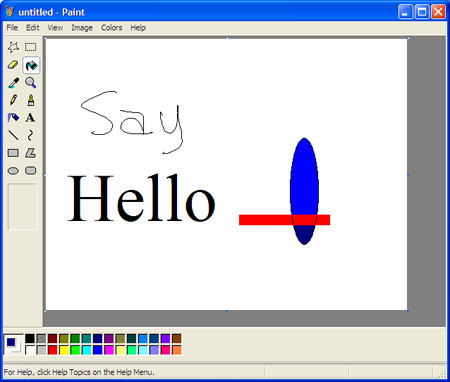 untitled - Paint
File Edit View Image Colors Help
A
Say
Hello
For Help, click Help Topics on the Help Menu.